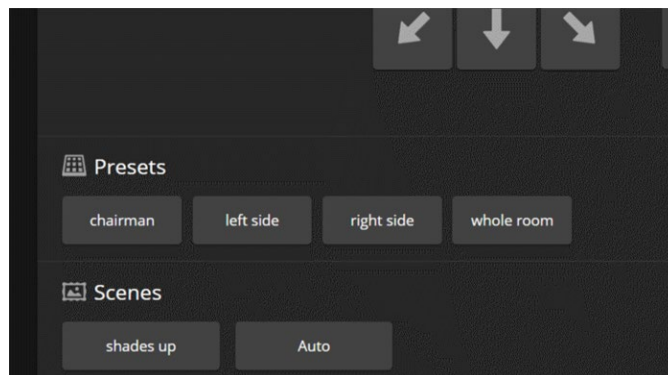 Presets
chairman left side right side whole room
Scenes
shades up Auto